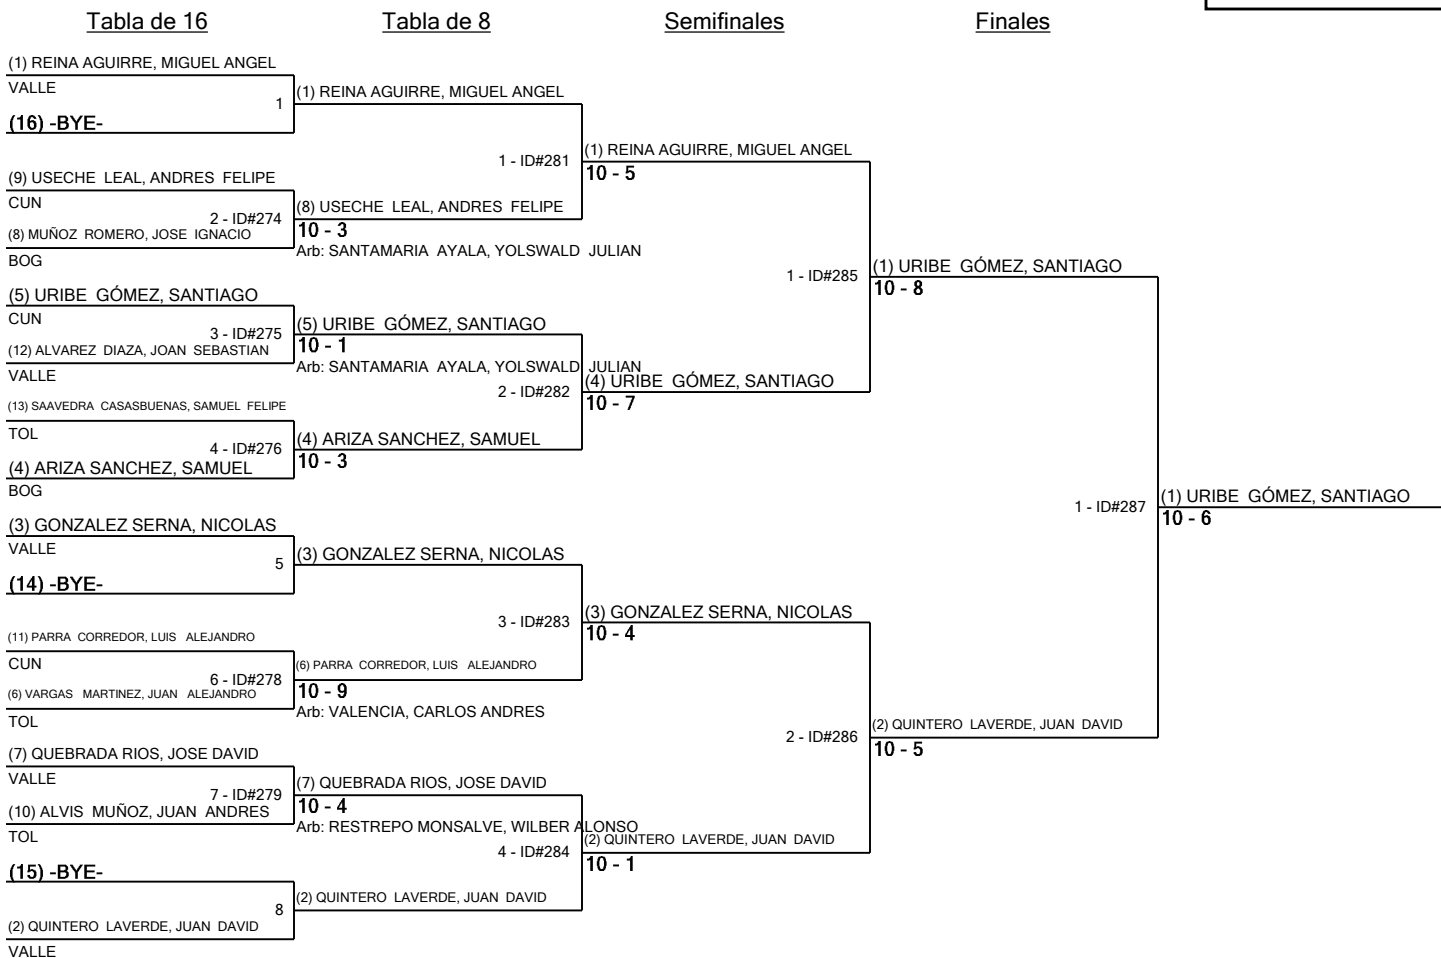 Tabla de 16
Tabla de 8
Semifinales
Finales
(1) REINA AGUIRRE, MIGUEL ANGEL
VALLE
1
(16) -BYE-
(9) USECHE LEAL, ANDRES FELIPE
CUN
2 - ID#274
(8) MUÑOZ ROMERO, JOSE IGNACIO
BOG
(5) URIBE GÓMEZ, SANTIAGO
CUN
3 - ID#275
(12) ALVAREZ DIAZA, JOAN SEBASTIAN
VALLE
(13) SAAVEDRA CASASBUENAS, SAMUEL FELIPE
TOL
4 - ID#276
(4) ARIZA SANCHEZ, SAMUEL
BOG
(3) GONZALEZ SERNA, NICOLAS
VALLE
5
(14) -BYE-
(11) PARRA CORREDOR, LUIS ALEJANDRO
CUN
6 - ID#278
(6) VARGAS MARTINEZ, JUAN ALEJANDRO
TOL
(7) QUEBRADA RIOS, JOSE DAVID
VALLE
7 - ID#279
(10) ALVIS MUÑOZ, JUAN ANDRES
TOL
(15) -BYE-
8
(2) QUINTERO LAVERDE, JUAN DAVID
VALLE
(1) REINA AGUIRRE, MIGUEL ANGEL
1 - ID#281
(8) USECHE LEAL, ANDRES FELIPE
10 - 3
Arb: SANTAMARIA AYALA, YOLSWALD JULIAN
(5) URIBE GÓMEZ, SANTIAGO
10 - 1
Arb: SANTAMARIA AYALA, YOLSWALD JULIAN
2 - ID#282
(4) ARIZA SANCHEZ, SAMUEL
10 - 3
(3) GONZALEZ SERNA, NICOLAS
3 - ID#283
(6) PARRA CORREDOR, LUIS ALEJANDRO
10 - 9
Arb: VALENCIA, CARLOS ANDRES
(7) QUEBRADA RIOS, JOSE DAVID
10 - 4
Arb: RESTREPO MONSALVE, WILBER ALONSO
4 - ID#284
(2) QUINTERO LAVERDE, JUAN DAVID
(1) REINA AGUIRRE, MIGUEL ANGEL
10 - 5
1 - ID#285
(4) URIBE GÓMEZ, SANTIAGO
10 - 7
(3) GONZALEZ SERNA, NICOLAS
10 - 4
2 - ID#286
(2) QUINTERO LAVERDE, JUAN DAVID
10 - 1
(1) URIBE GÓMEZ, SANTIAGO
10 - 8
1 - ID#287
(2) QUINTERO LAVERDE, JUAN DAVID
10 - 5
(1) URIBE GÓMEZ, SANTIAGO
10 - 6